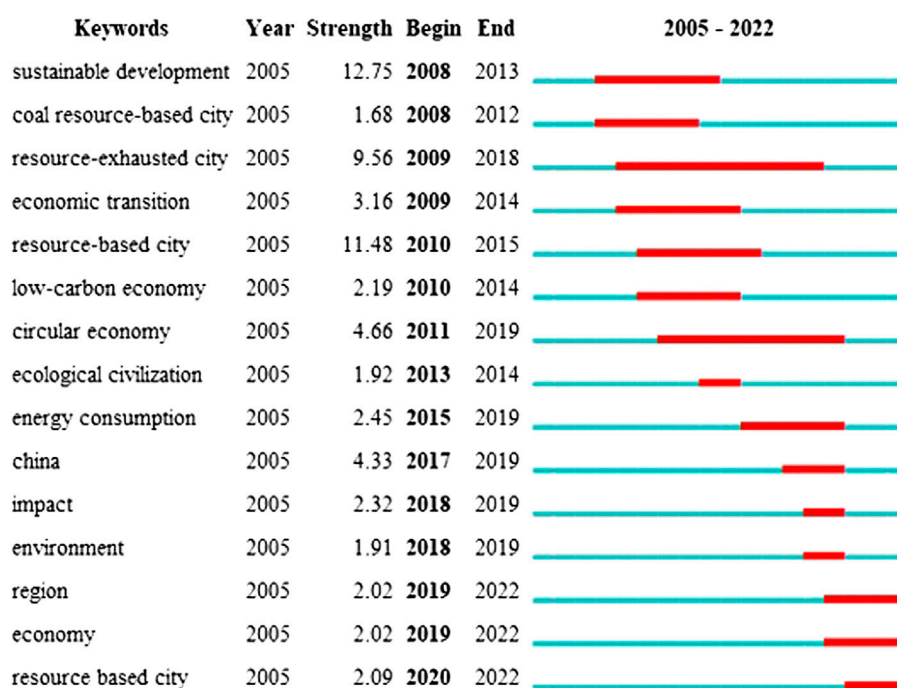 Keywords Year Strength Begin End 2005 - 2022
sustainable development 2005 12.75 2008 2013
coal resource-based city 2005 1.68 2008 2012
resource-exhausted city 2005 9.56 2009 2018
economic transition 2005 3.16 2009 2014
resource-based city 2005 11.48 2010 2015
low-carbon economy 2005 2.19 2010 2014
circular economy 2005 4.66 2011 2019
ecological civilization 2005 1.92 2013 2014
energy consumption 2005 2.45 2015 2019
china 2005 4.33 2017 2019
impact 2005 2.32 2018 2019
environment 2005 1.91 2018 2019
region 2005 2.02 2019 2022
economy 2005 2.02 2019 2022
resource based city 2005 2.09 2020 2022